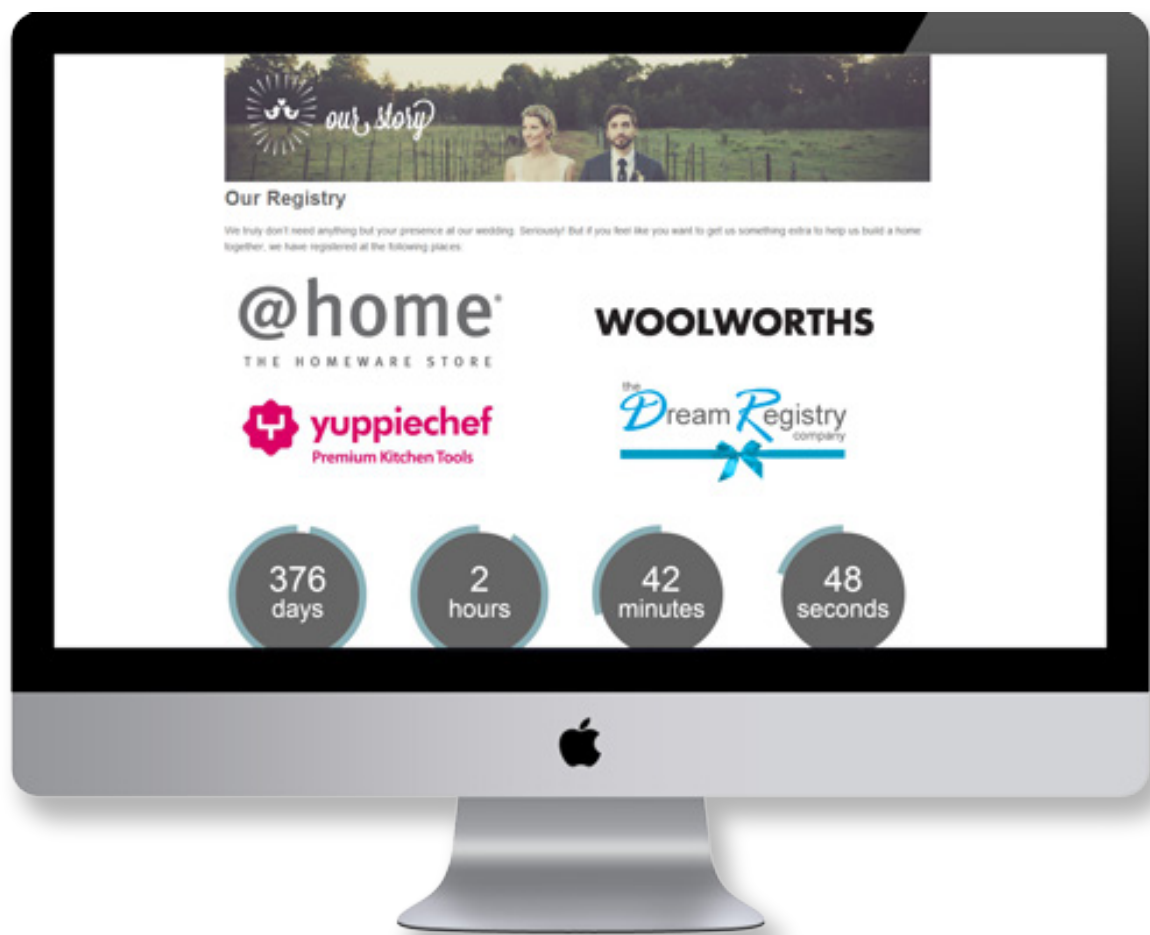 our story
Our Registry
We truly don't need anything but your presence at our wedding. Seriously! But if you feel like you want to get us something extra to help us build a home
together, we have registered at the following places:
@home®
THE HOMEWARE STORE
WOOLWORTHS
yuppiechef
Premium Kitchen Tools
the
Dream Registry
company
376
days
2
hours
42
minutes
48
seconds